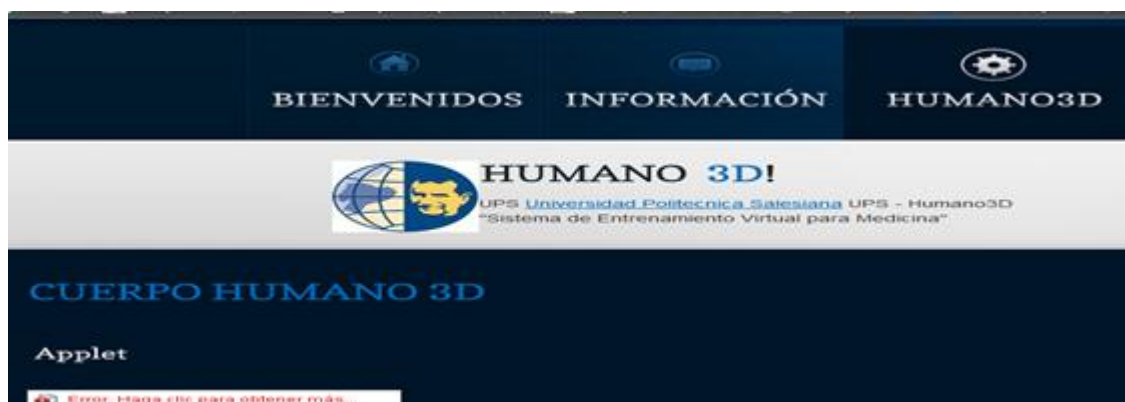 BIENVENIDOS INFORMACIÓN HUMANO3D
HUMANO 3D!
UPS Universidad Politecnica Salesiana UPS - Humano3D
"Sistema de Entrenamiento Virtual para Medicina"
CUERPO HUMANO 3D
Applet
Error. Haga clic para obtener más...